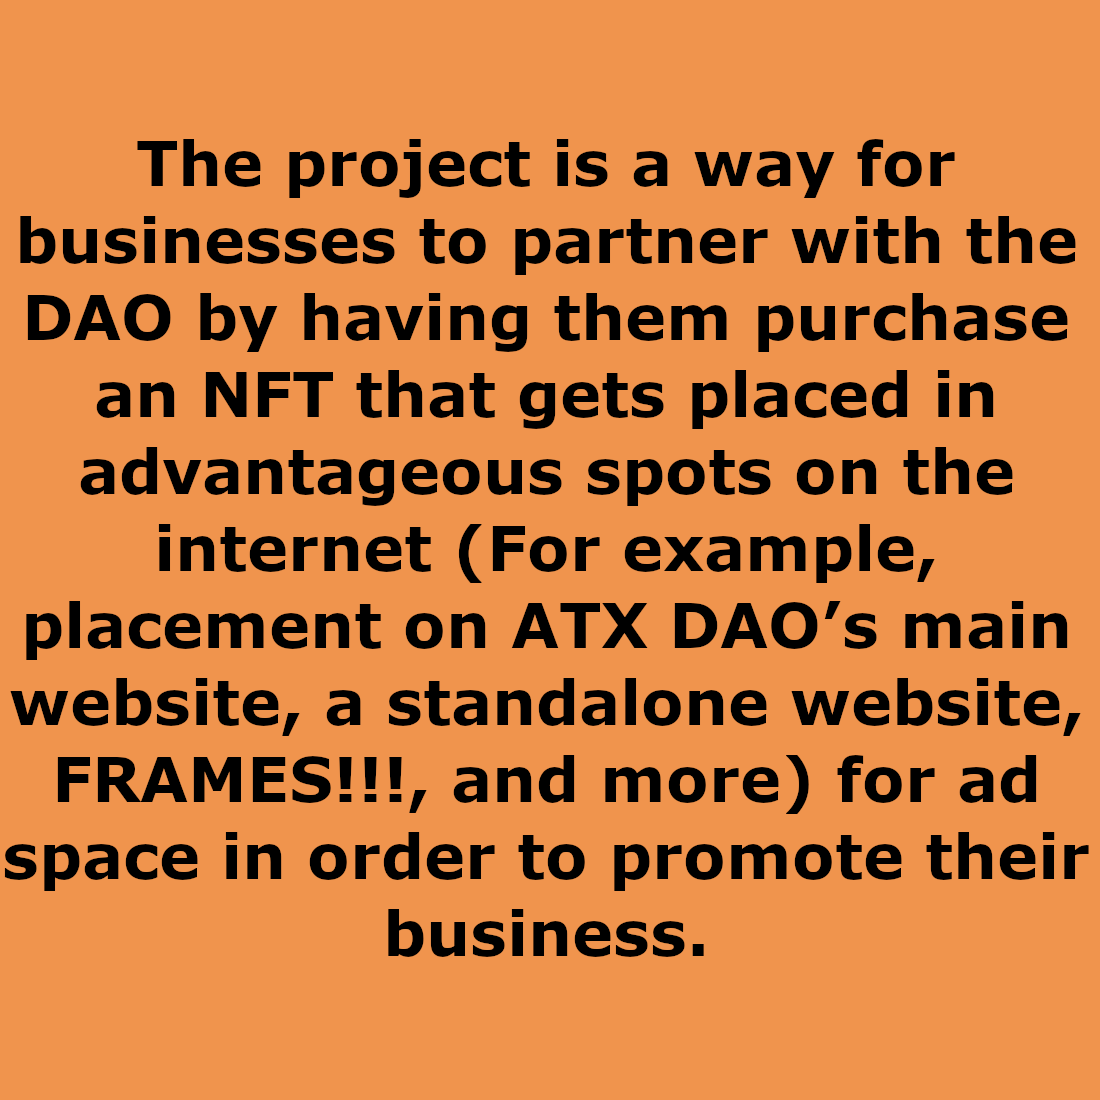 The project is a way for
businesses to partner with the
DAO by having them purchase
an NFT that gets placed in
advantageous spots on the
internet (For example,
placement on ATX DAO’s main
website, a standalone website,
FRAMES!!!, and more) for ad
space in order to promote their
business.